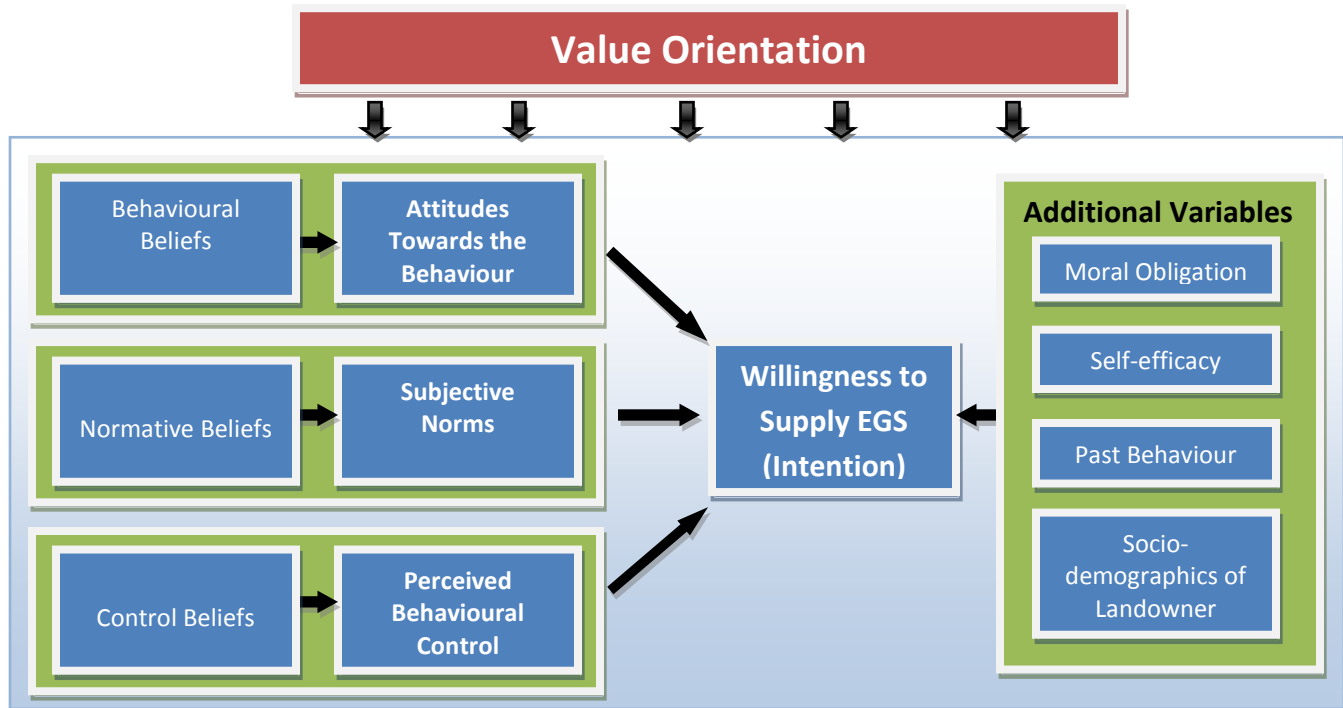 Value Orientation
Behavioural
Beliefs
Attitudes
Towards the
Behaviour
Normative Beliefs
Subjective
Norms
Control Beliefs
Perceived
Behavioural
Control
Willingness to
Supply EGS
(Intention)
Additional Variables
Moral Obligation
Self-efficacy
Past Behaviour
Socio-
demographics of
Landowner